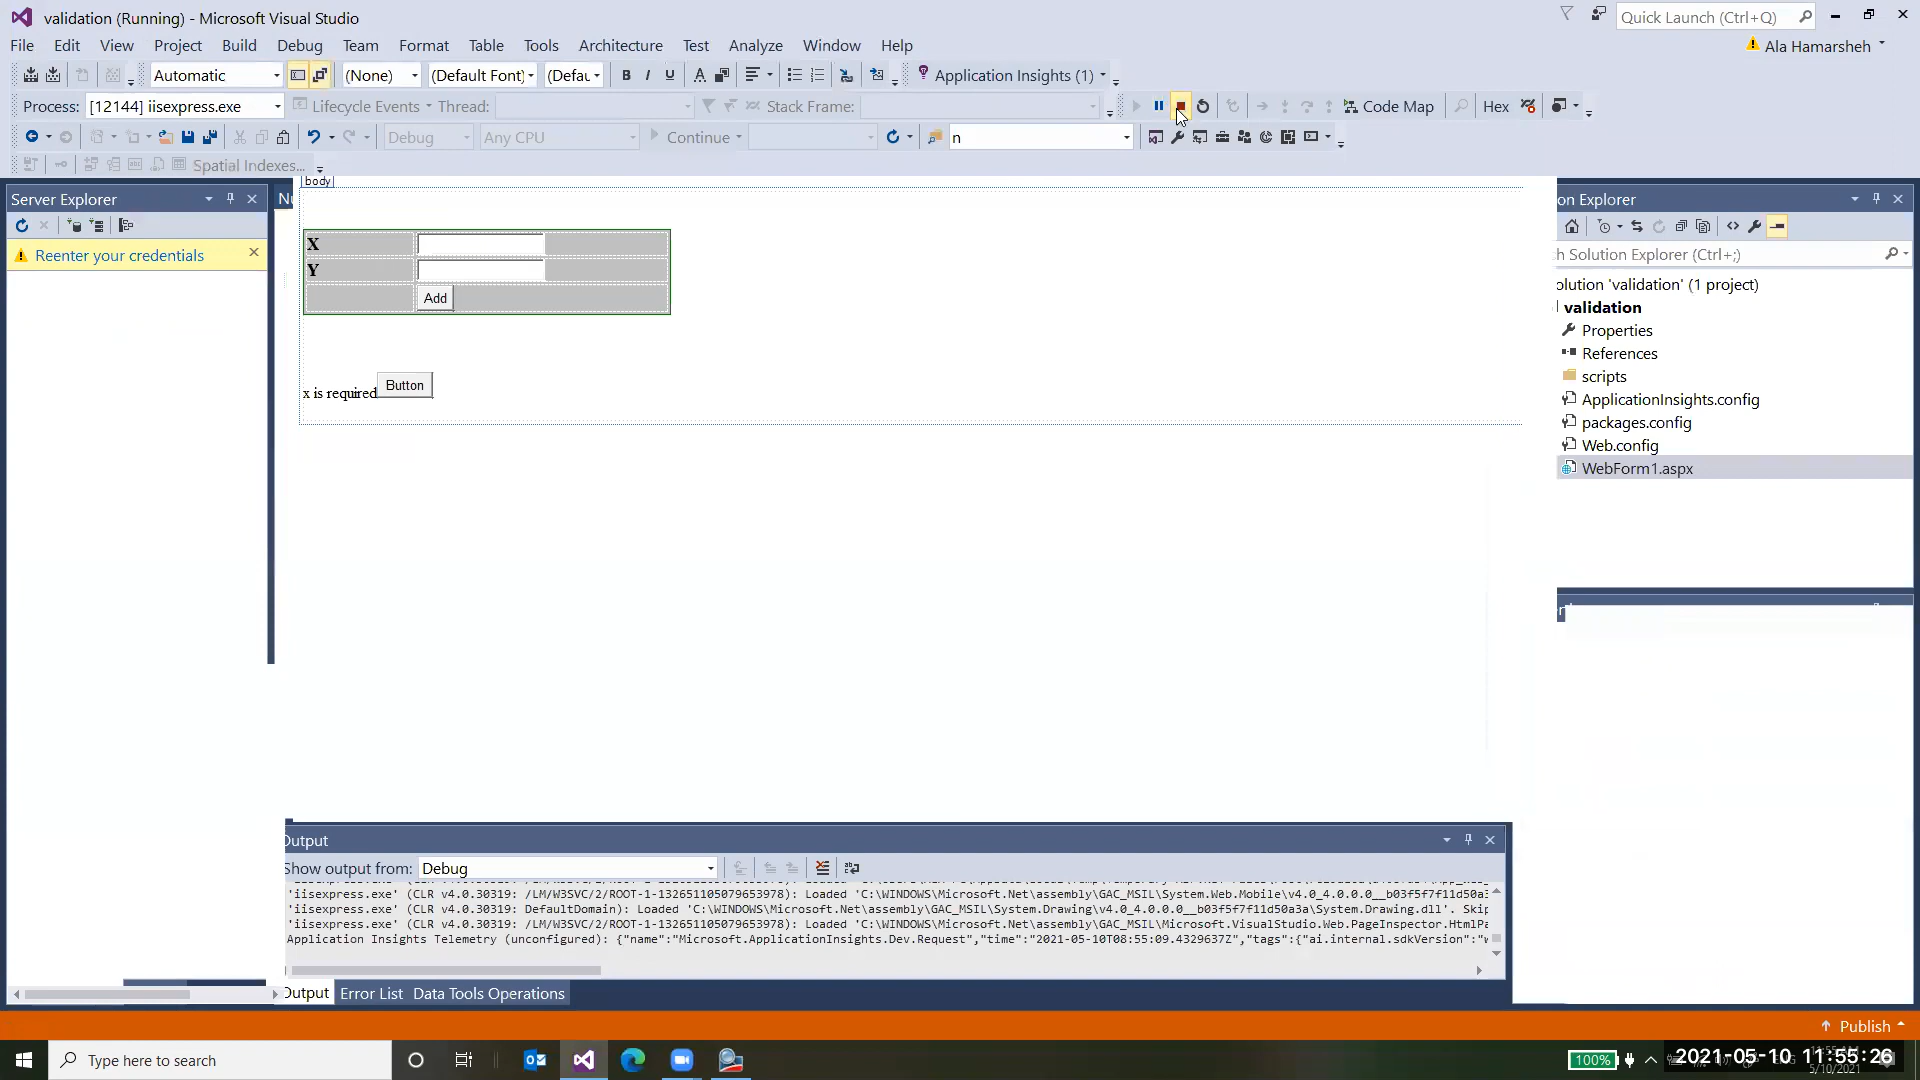 validation (Running) - Microsoft Visual Studio
Quick Launch (Ctrl+Q)
File Edit View Project Build Debug Team Format Table Tools Architecture Test Analyze Window Help
Ala Hamarsheh
Automatic (None) (Default Font) (Defau B I U A Application Insights (1)
Process: [12144] iisexpress.exe Lifecycle Events Thread: Stack Frame: Code Map Hex
Debug Any CPU Continue n
Spatial Indexes...
Server Explorer
Reenter your credentials
body
X
Y
Add
x is required Button
on Explorer
ch Solution Explorer (Ctrl+;)
olution 'validation' (1 project)
validation
Properties
References
scripts
ApplicationInsights.config
packages.config
Web.config
WebForm1.aspx
Output
Show output from: Debug
'iisexpress.exe' (CLR v4.0.30319: /LM/W3SVC/2/ROOT-1-132651105079653978): Loaded 'C:\WINDOWS\Microsoft.Net\assembly\GAC_MSIL\System.Web.Mobile\v4.0_4.0.0.0__b03f5f7f11d50a3
'iisexpress.exe' (CLR v4.0.30319: DefaultDomain): Loaded 'C:\WINDOWS\Microsoft.Net\assembly\GAC_MSIL\System.Drawing\v4.0_4.0.0.0__b03f5f7f11d50a3a\System.Drawing.dll'. Skip
'iisexpress.exe' (CLR v4.0.30319: /LM/W3SVC/2/ROOT-1-132651105079653978): Loaded 'C:\WINDOWS\Microsoft.Net\assembly\GAC_MSIL\Microsoft.VisualStudio.Web.PageInspector.HtmlPa
Application Insights Telemetry (unconfigured): {"name":"Microsoft.ApplicationInsights.Dev.Request","time":"2021-05-10T08:55:09.4329637Z","tags":{"ai.internal.sdkVersion":"
Output Error List Data Tools Operations
Publish
Type here to search
100%
2021-05-10 11:55:26
5/10/2021